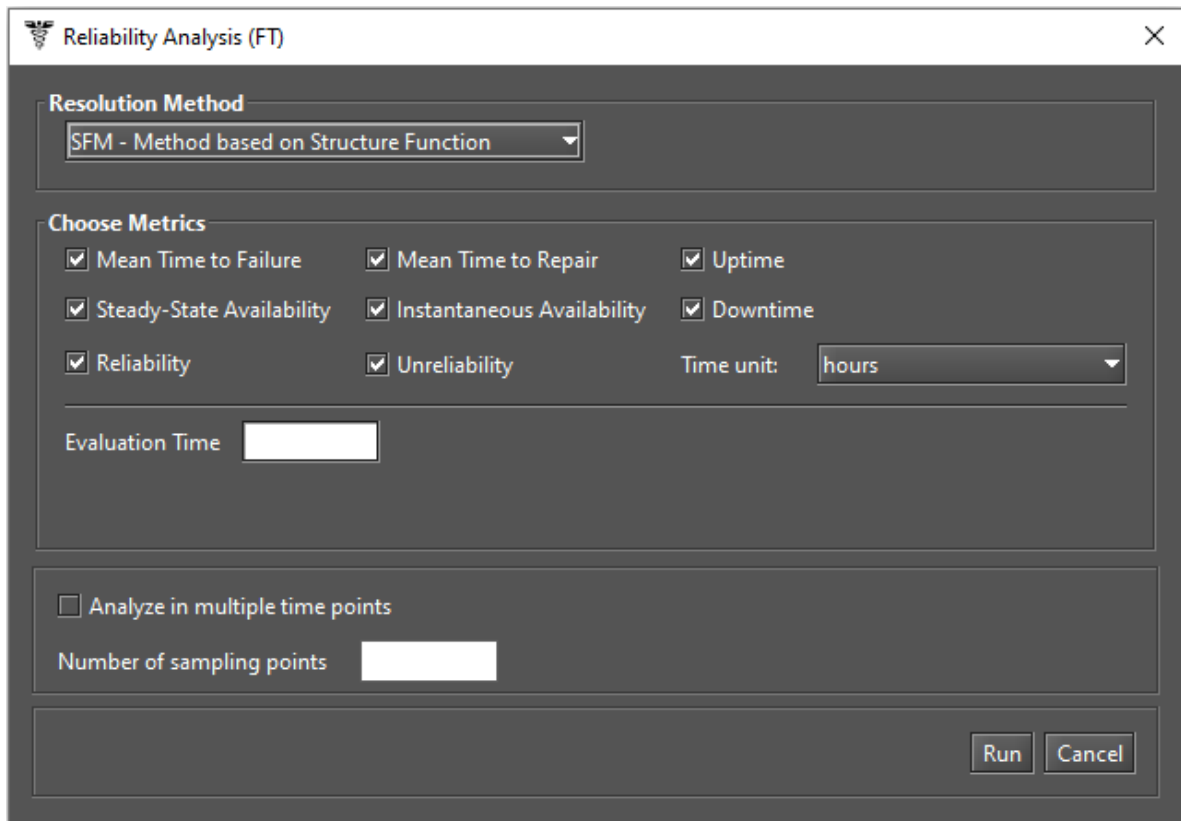 Reliability Analysis (FT)
Resolution Method
SFM - Method based on Structure Function
Choose Metrics
Mean Time to Failure Mean Time to Repair Uptime
Steady-State Availability Instantaneous Availability Downtime
Reliability Unreliability Time unit: hours
Evaluation Time
Analyze in multiple time points
Number of sampling points
Run Cancel